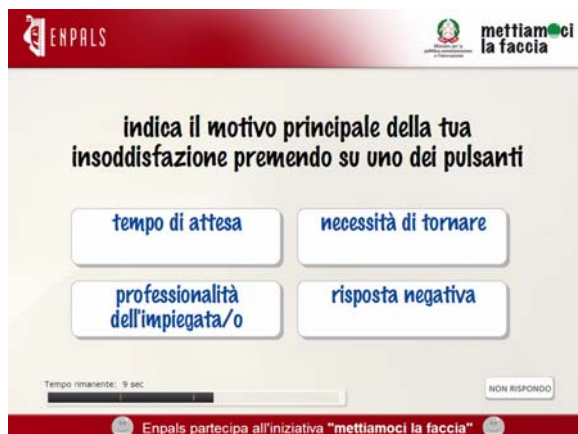 ENPALS
mettiamoci
la faccia
indica il motivo principale della tua
insoddisfazione premendo su uno dei pulsanti
tempo di attesa
necessità di tornare
professionalità
dell'impiegata/o
risposta negativa
Tempo rimanente: 9 sec
NON RISPONDO
Enpals partecipa all'iniziativa "mettiamoci la faccia"